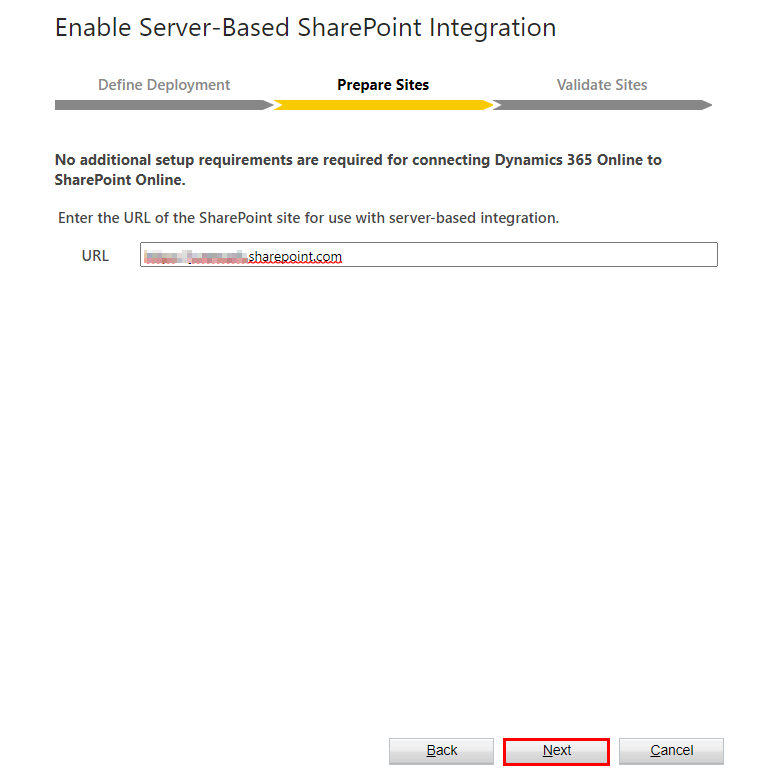 Enable Server-Based SharePoint Integration
Define Deployment Prepare Sites Validate Sites
No additional setup requirements are required for connecting Dynamics 365 Online to
SharePoint Online.
Enter the URL of the SharePoint site for use with server-based integration.
URL sharepoint.com
Back Next Cancel